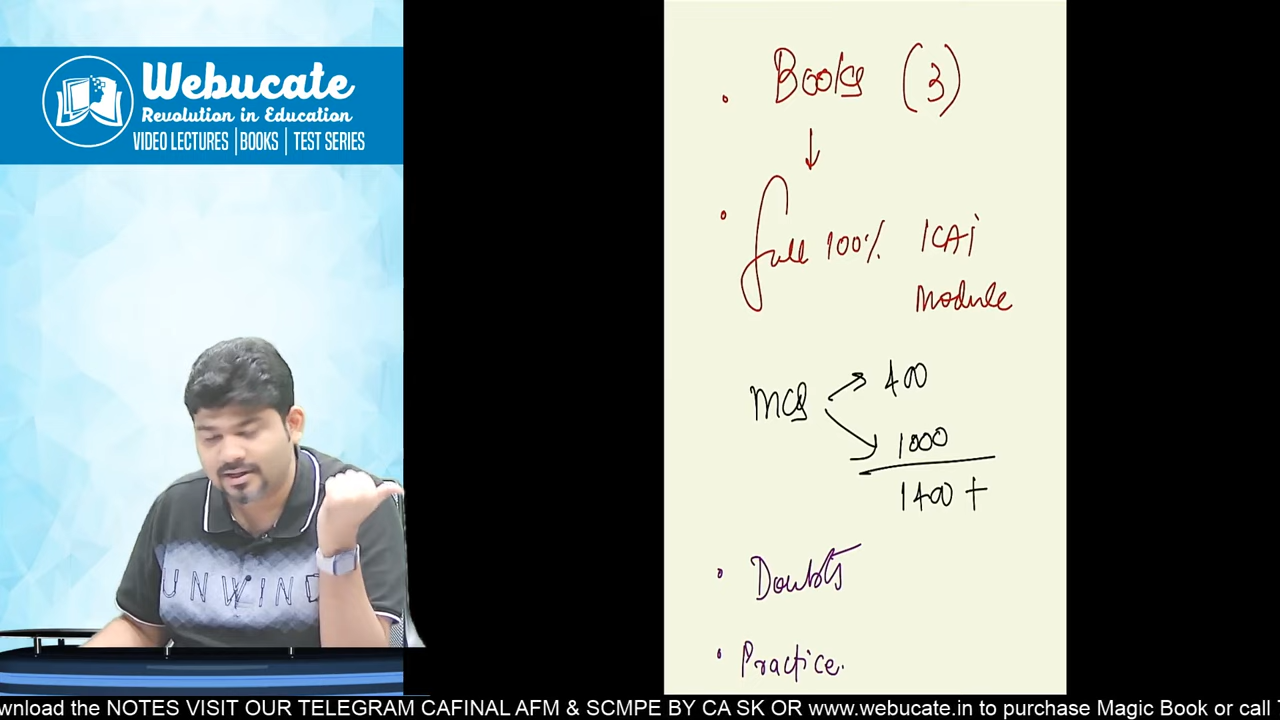 Webucate
Revolution in Education
VIDEO LECTURES | BOOKS | TEST SERIES
• Books (3)
↓
• full 100% ICAI
Module
MCQ → 400
→ 1000
1400 +
• Doubts
• Practice.
UNWIND
wnload the NOTES VISIT OUR TELEGRAM CAFINAL AFM & SCMPE BY CA SK OR www.webucate.in to purchase Magic Book or call